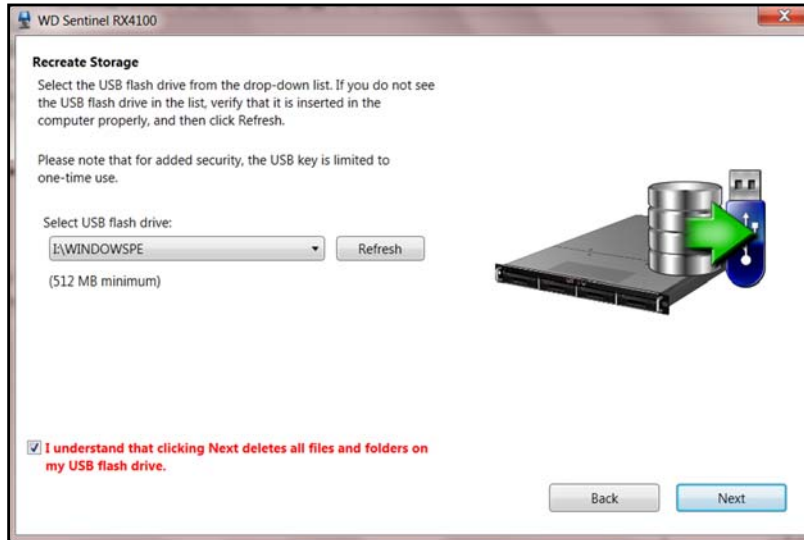 WD Sentinel RX4100
Recreate Storage
Select the USB flash drive from the drop-down list. If you do not see
the USB flash drive in the list, verify that it is inserted in the
computer properly, and then click Refresh.
Please note that for added security, the USB key is limited to
one-time use.
Select USB flash drive:
I:\WINDOWSPE
Refresh
(512 MB minimum)
I understand that clicking Next deletes all files and folders on
my USB flash drive.
Back
Next